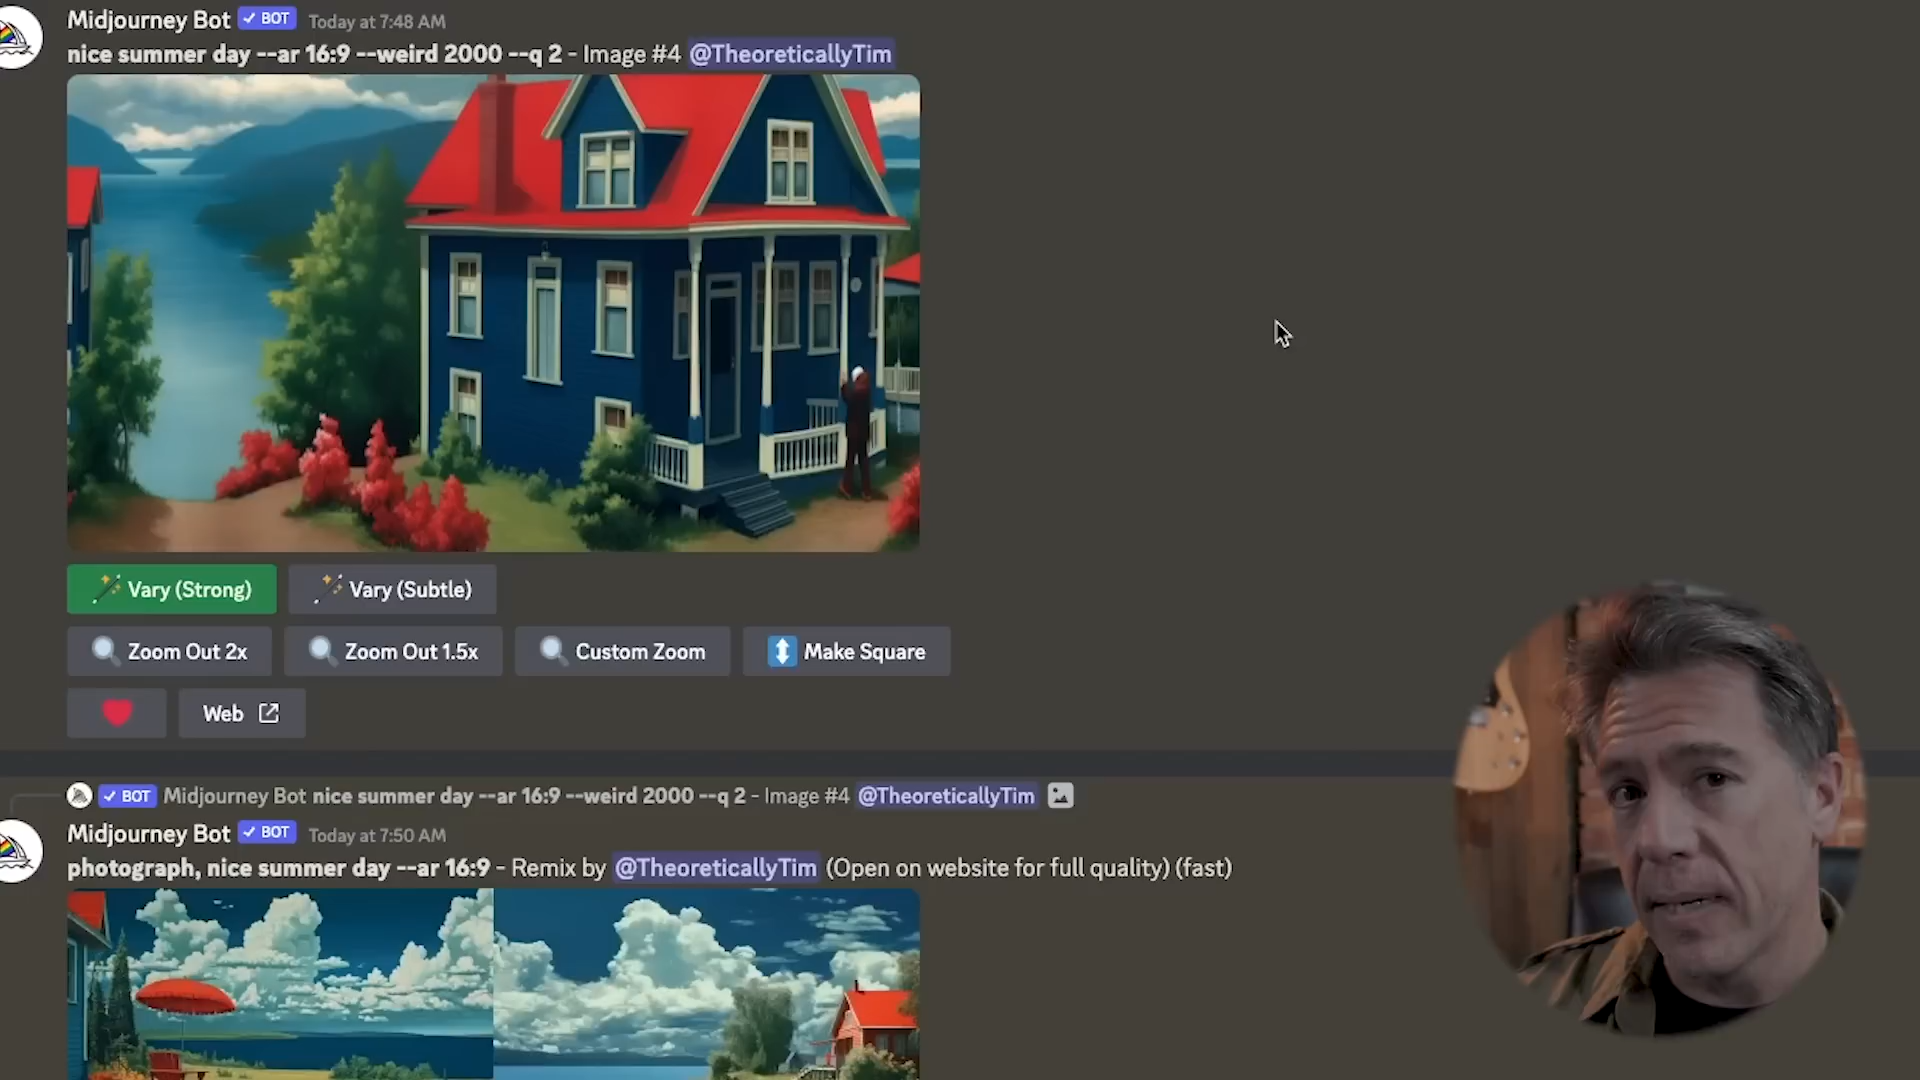 Midjourney Bot ✓ BOT Today at 7:48 AM
nice summer day --ar 16:9 --weird 2000 --q 2 - Image #4 @TheoreticallyTim
Vary (Strong) Vary (Subtle)
Zoom Out 2x Zoom Out 1.5x Custom Zoom Make Square
Web
✓ BOT Midjourney Bot nice summer day --ar 16:9 --weird 2000 --q 2 - Image #4 @TheoreticallyTim
Midjourney Bot ✓ BOT Today at 7:50 AM
photograph, nice summer day --ar 16:9 - Remix by @TheoreticallyTim (Open on website for full quality) (fast)